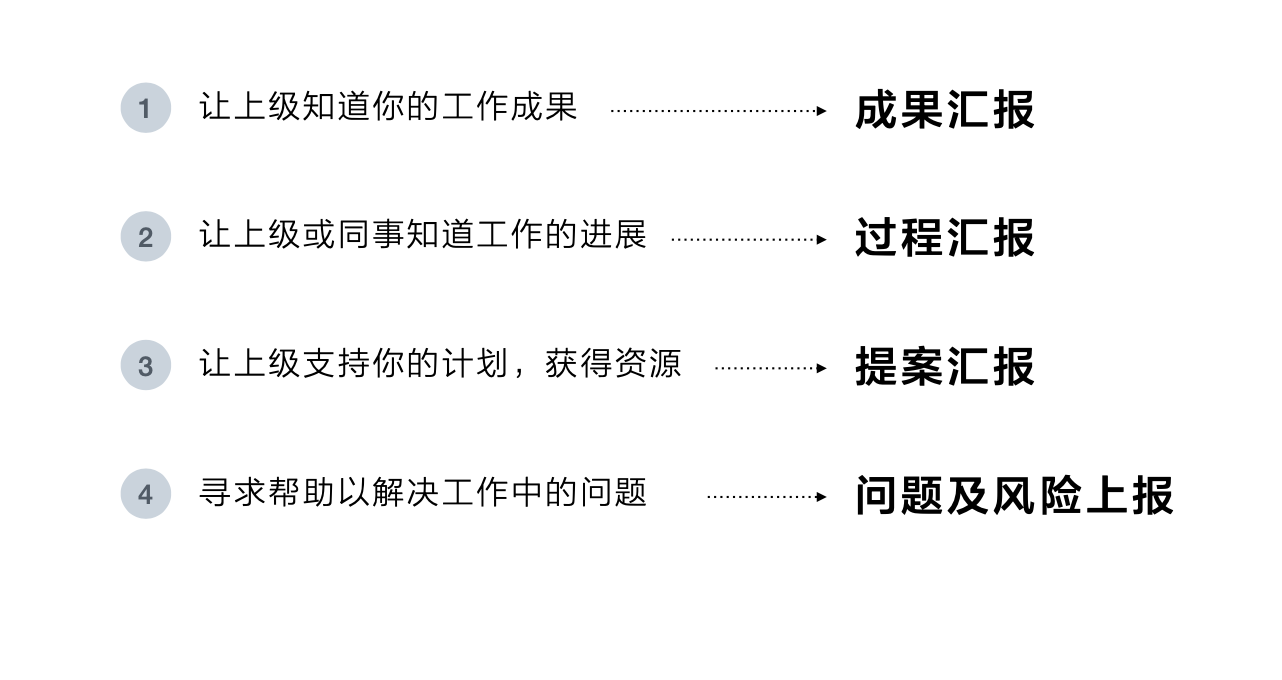 1 让上级知道你的工作成果 成果汇报
2 让上级或同事知道工作的进展 过程汇报
3 让上级支持你的计划，获得资源 提案汇报
4 寻求帮助以解决工作中的问题 问题及风险上报